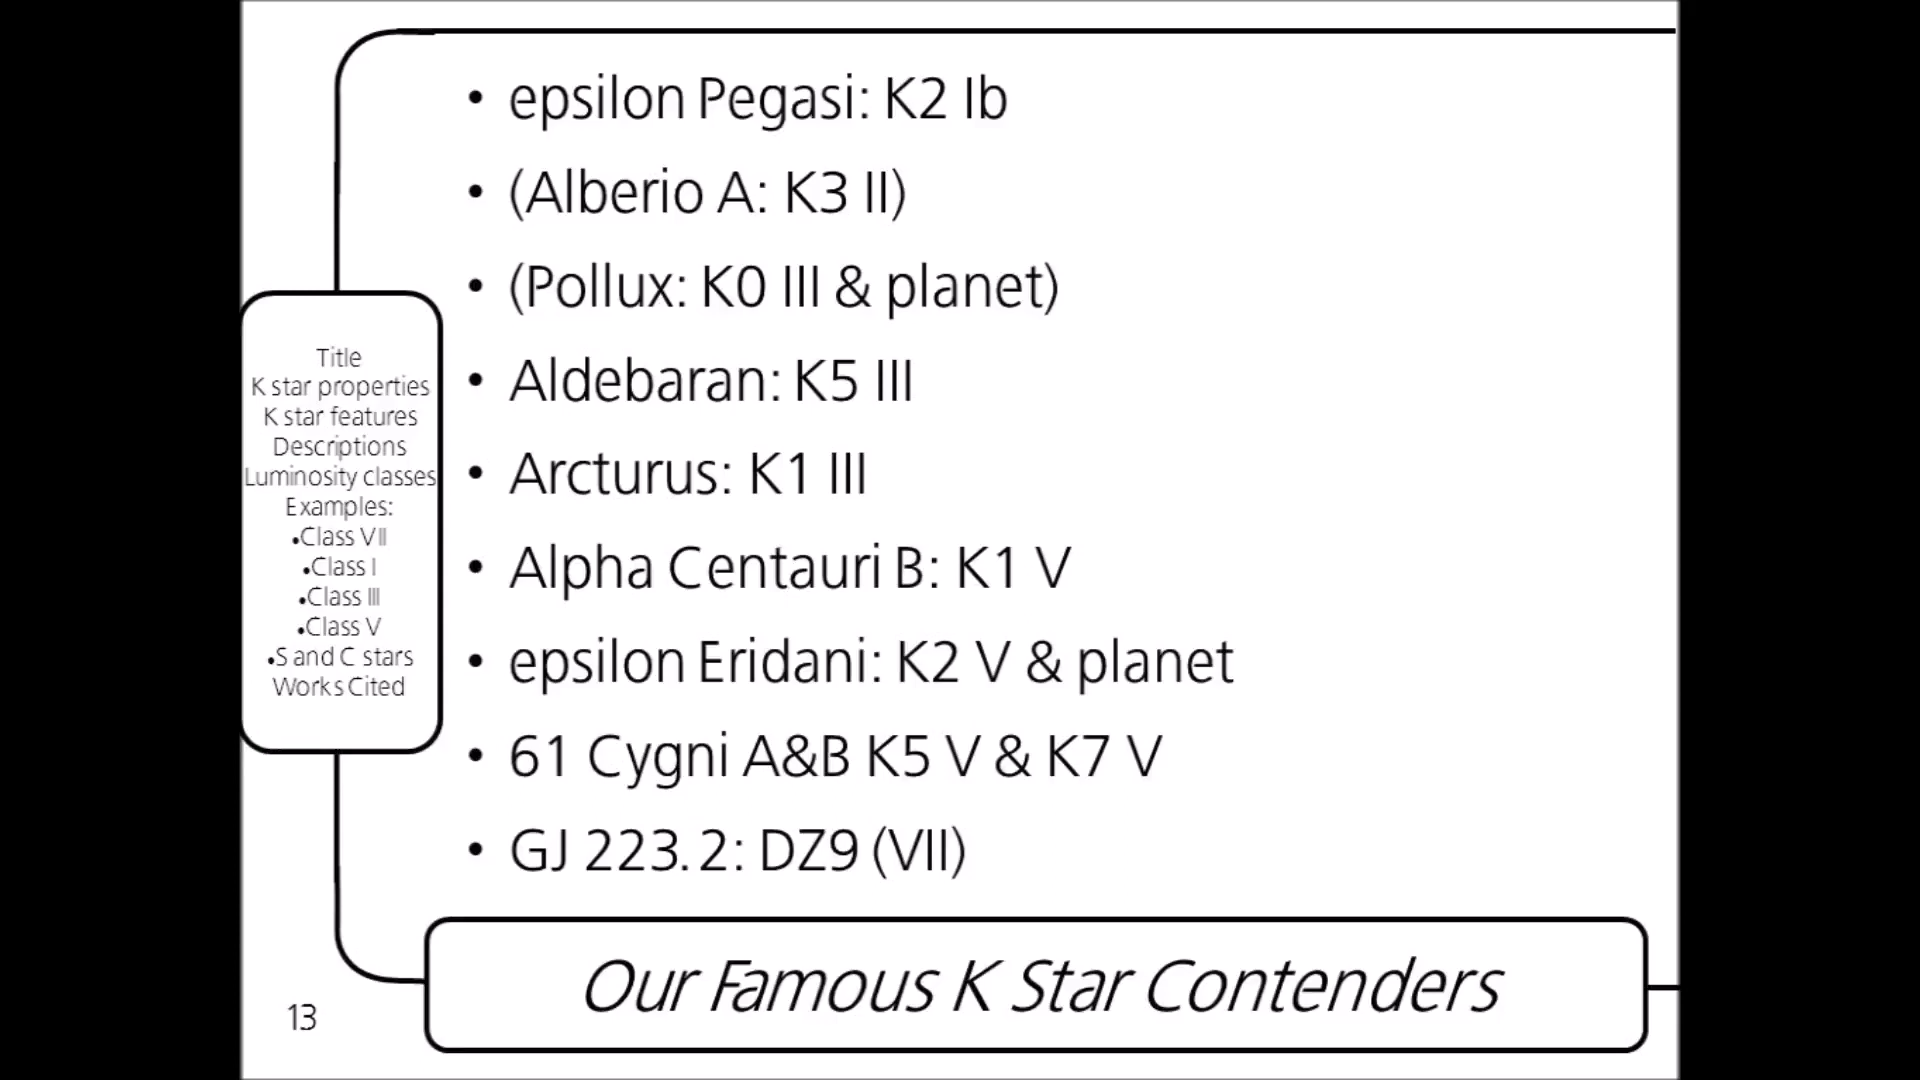 • epsilon Pegasi: K2 Ib
• (Alberio A: K3 II)
• (Pollux: K0 III & planet)
• Aldebaran: K5 III
• Arcturus: K1 III
• Alpha Centauri B: K1 V
• epsilon Eridani: K2 V & planet
• 61 Cygni A&B K5 V & K7 V
• GJ 223.2: DZ9 (VII)
Title
K star properties
K star features
Descriptions
Luminosity classes
Examples:
•Class VII
•Class I
•Class III
•Class V
•S and C stars
Works Cited
Our Famous K Star Contenders
13